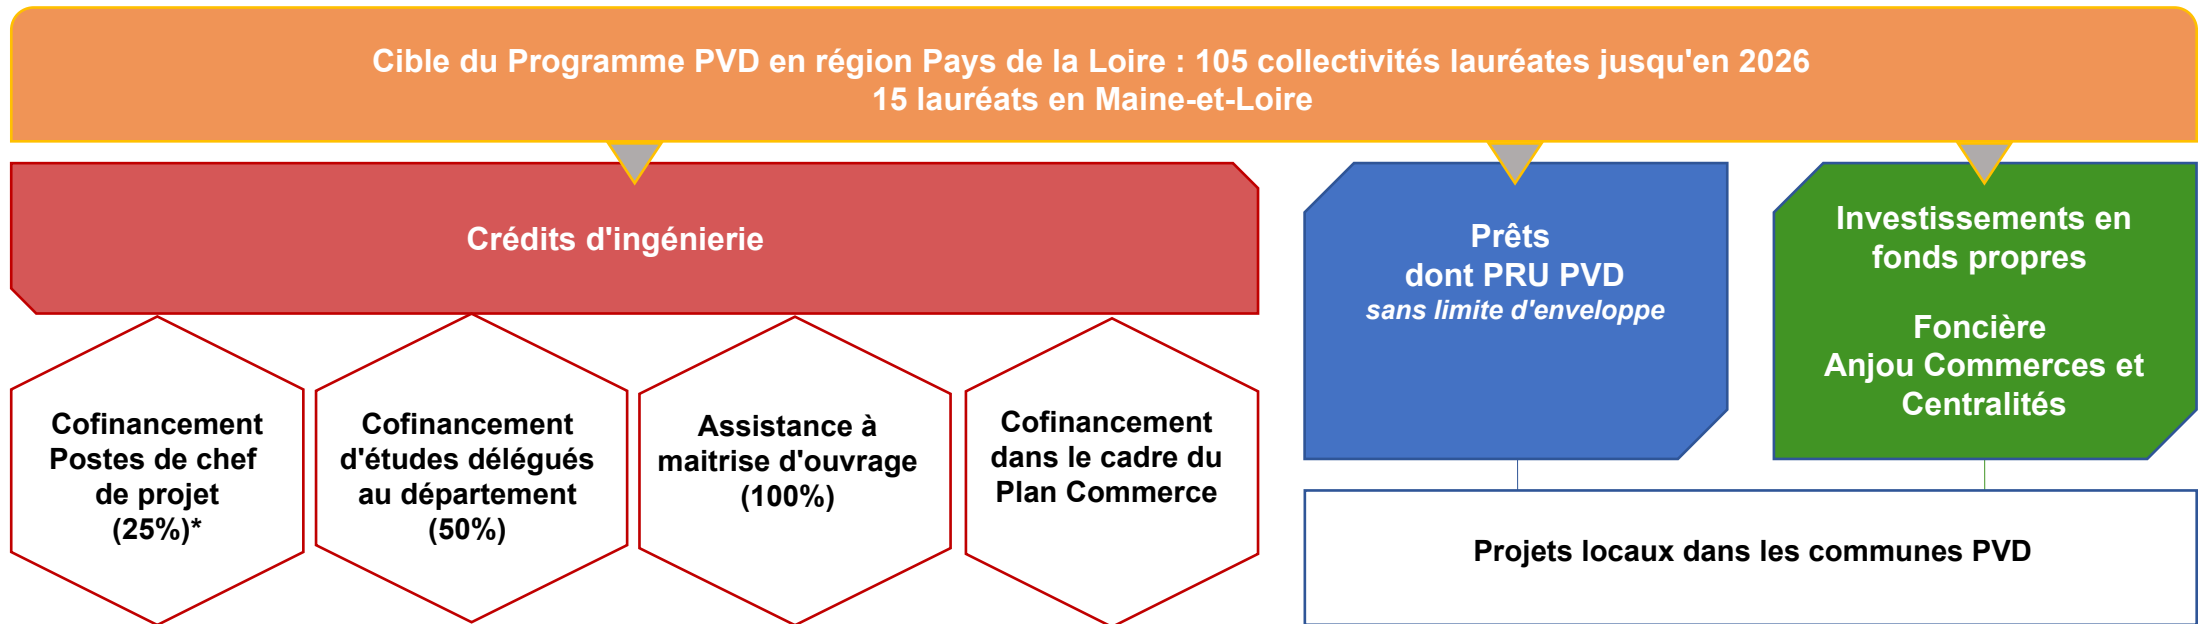 Cible du Programme PVD en région Pays de la Loire : 105 collectivités lauréates jusqu'en 2026
15 lauréats en Maine-et-Loire
Crédits d'ingénierie
Prêts
dont PRU PVD
sans limite d'enveloppe
Investissements en
fonds propres
Foncière
Anjou Commerces et
Centralités
Cofinancement
Postes de chef
de projet
(25%)*
Cofinancement
d'études délégués
au département
(50%)
Assistance à
maitrise d'ouvrage
(100%)
Cofinancement
dans le cadre du
Plan Commerce
Projets locaux dans les communes PVD